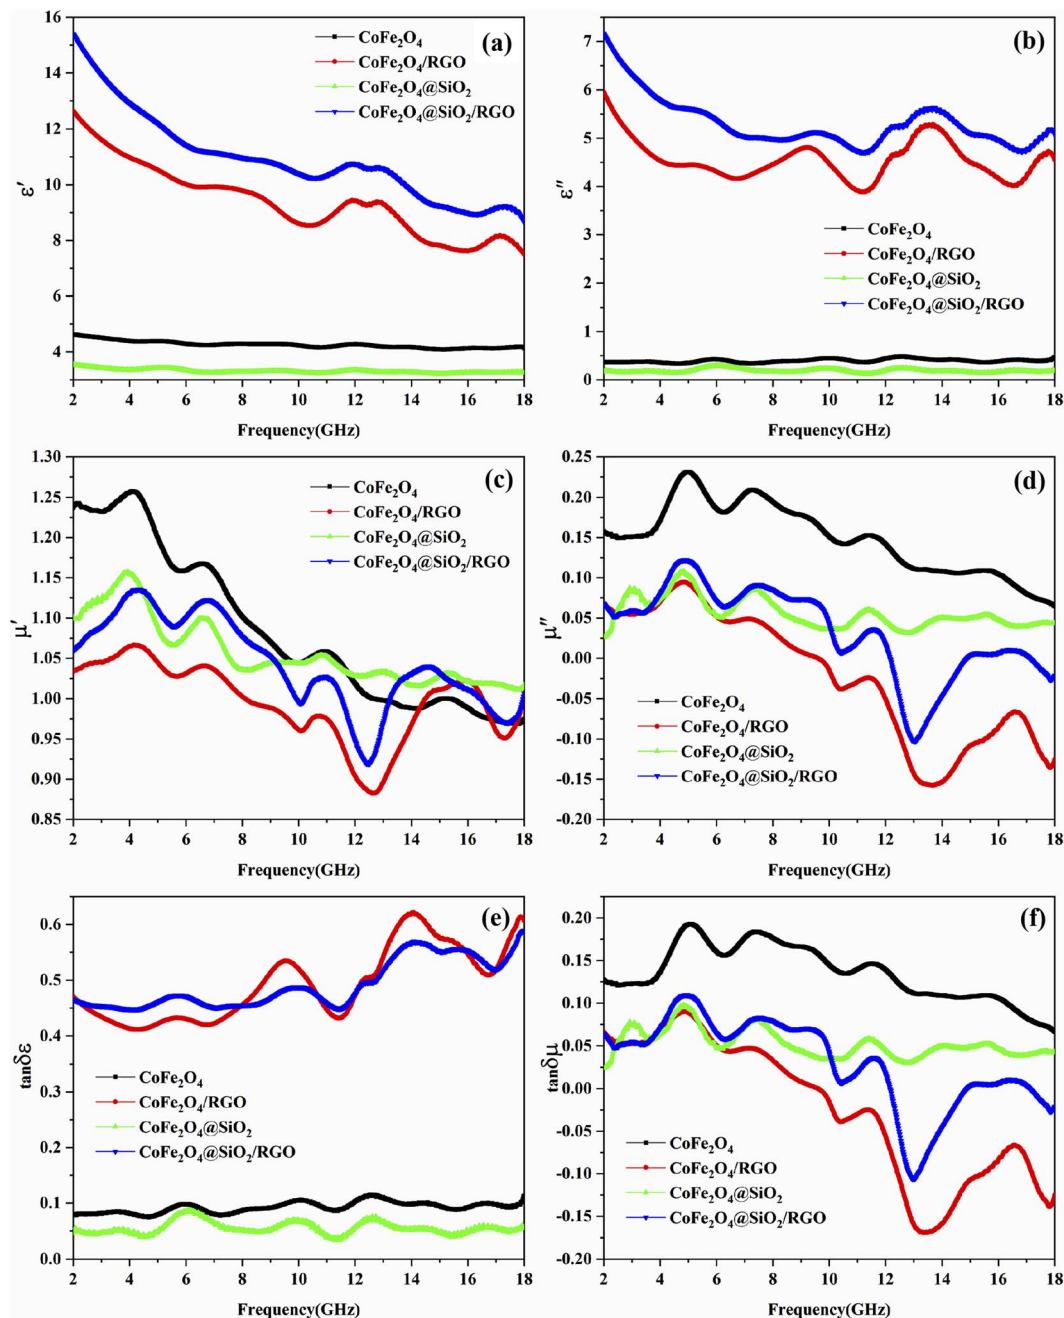 (a)
CoFe₂O₄
CoFe₂O₄/RGO
CoFe₂O₄@SiO₂
CoFe₂O₄@SiO₂/RGO
ε′
16
14
12
10
8
6
4
2 4 6 8 10 12 14 16 18
Frequency(GHz)
(b)
CoFe₂O₄
CoFe₂O₄/RGO
CoFe₂O₄@SiO₂
CoFe₂O₄@SiO₂/RGO
ε″
7
6
5
4
3
2
1
0
2 4 6 8 10 12 14 16 18
Frequency(GHz)
(c)
CoFe₂O₄
CoFe₂O₄/RGO
CoFe₂O₄@SiO₂
CoFe₂O₄@SiO₂/RGO
μ′
1.30
1.25
1.20
1.15
1.10
1.05
1.00
0.95
0.90
0.85
2 4 6 8 10 12 14 16 18
Frequency(GHz)
(d)
CoFe₂O₄
CoFe₂O₄/RGO
CoFe₂O₄@SiO₂
CoFe₂O₄@SiO₂/RGO
μ″
0.25
0.20
0.15
0.10
0.05
0.00
-0.05
-0.10
-0.15
-0.20
2 4 6 8 10 12 14 16 18
Frequency(GHz)
(e)
CoFe₂O₄
CoFe₂O₄/RGO
CoFe₂O₄@SiO₂
CoFe₂O₄@SiO₂/RGO
tanδε
0.6
0.5
0.4
0.3
0.2
0.1
0.0
2 4 6 8 10 12 14 16 18
Frequency(GHz)
(f)
CoFe₂O₄
CoFe₂O₄/RGO
CoFe₂O₄@SiO₂
CoFe₂O₄@SiO₂/RGO
tanδμ
0.20
0.15
0.10
0.05
0.00
-0.05
-0.10
-0.15
-0.20
2 4 6 8 10 12 14 16 18
Frequency(GHz)